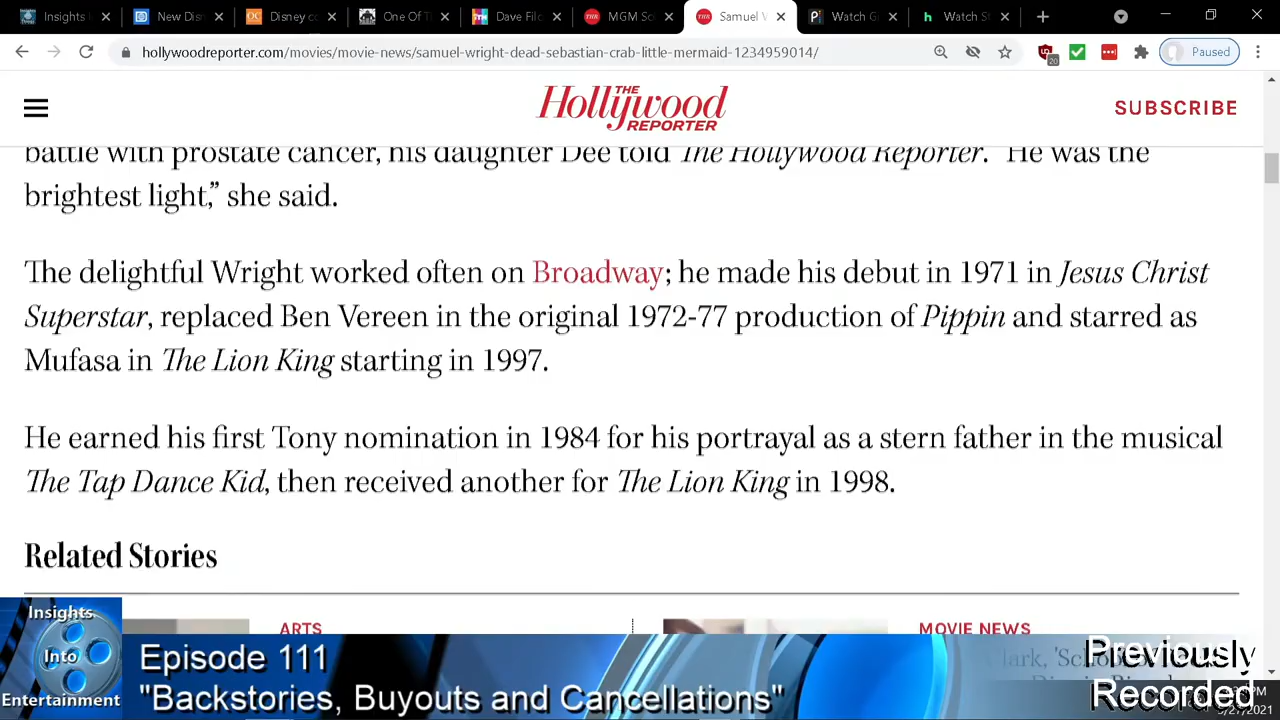 Insights I
New Disn
Disney co
One Of Th
Dave Filo
MGM Sc
Samuel W
Watch G
Watch S
hollywoodreporter.com/movies/movie-news/samuel-wright-dead-sebastian-crab-little-mermaid-1234959014/
20
Paused
THE
Hollywood
REPORTER
SUBSCRIBE
battle with prostate cancer, his daughter Dee told The Hollywood Reporter. "He was the
brightest light,” she said.
The delightful Wright worked often on Broadway; he made his debut in 1971 in Jesus Christ
Superstar, replaced Ben Vereen in the original 1972-77 production of Pippin and starred as
Mufasa in The Lion King starting in 1997.
He earned his first Tony nomination in 1984 for his portrayal as a stern father in the musical
The Tap Dance Kid, then received another for The Lion King in 1998.
Related Stories
ARTS
MOVIE NEWS
Insights
Into
Entertainment
Episode 111
"Backstories, Buyouts and Cancellations"
Previously
Recorded